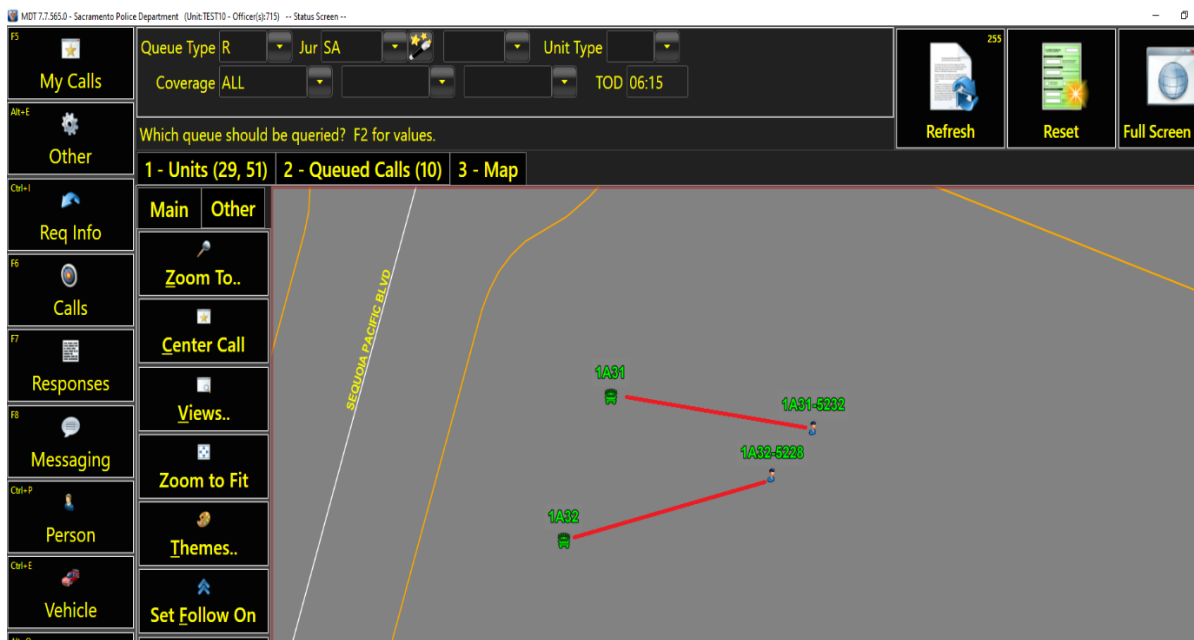 MDT 7.7.565.0 - Sacramento Police Department (Unit:TEST10 - Officer(s):715) -- Status Screen --
F5
My Calls
Alt+E
Other
Ctrl+I
Req Info
F6
Calls
F7
Responses
F8
Messaging
Ctrl+P
Person
Ctrl+E
Vehicle
Queue Type R Jur SA Unit Type
Coverage ALL TOD 06:15
Which queue should be queried? F2 for values.
255
Refresh
Reset
Full Screen
1 - Units (29, 51) 2 - Queued Calls (10) 3 - Map
Main Other
Zoom To..
Center Call
Views..
Zoom to Fit
Themes..
Set Follow On
SEQUOIA PACIFIC BLVD
1A31
1A31-5232
1A32-5228
1A32